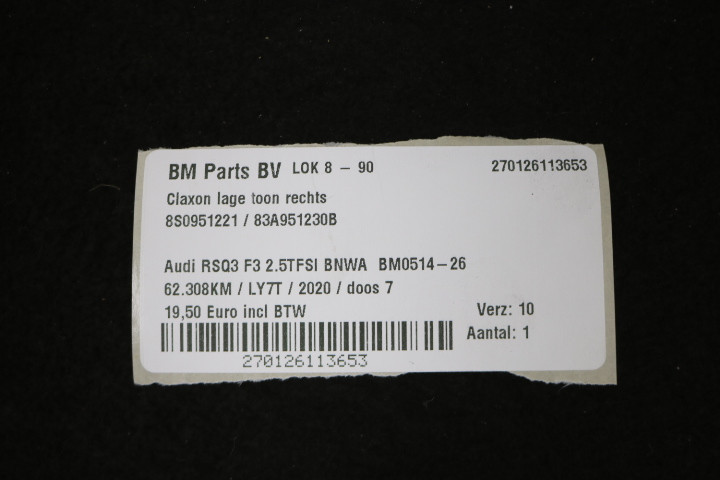 BM Parts BV LOK 8 - 90 270126113653
Claxon lage toon rechts
8S0951221 / 83A951230B
Audi RSQ3 F3 2.5TFSI BNWA BM0514-26
62.308KM / LY7T / 2020 / doos 7
19,50 Euro incl BTW Verz: 10
Aantal: 1
270126113653